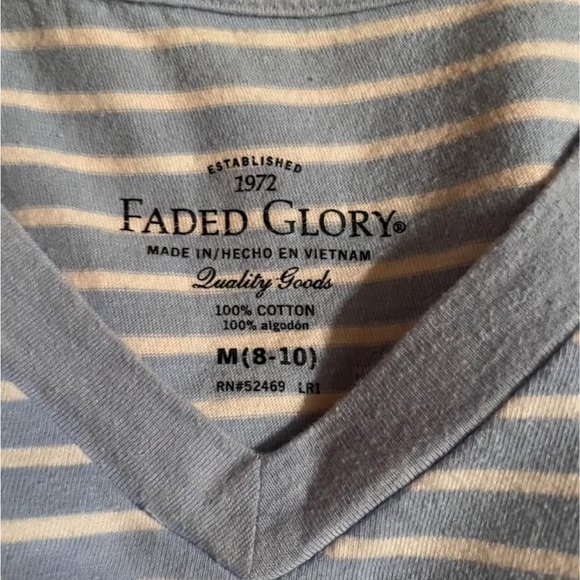 ESTABLISHED
1972
FADED GLORY®
MADE IN/HECHO EN VIETNAM
Quality Goods
100% COTTON
100% algodón
M(8-10)
RN#52469 LR1